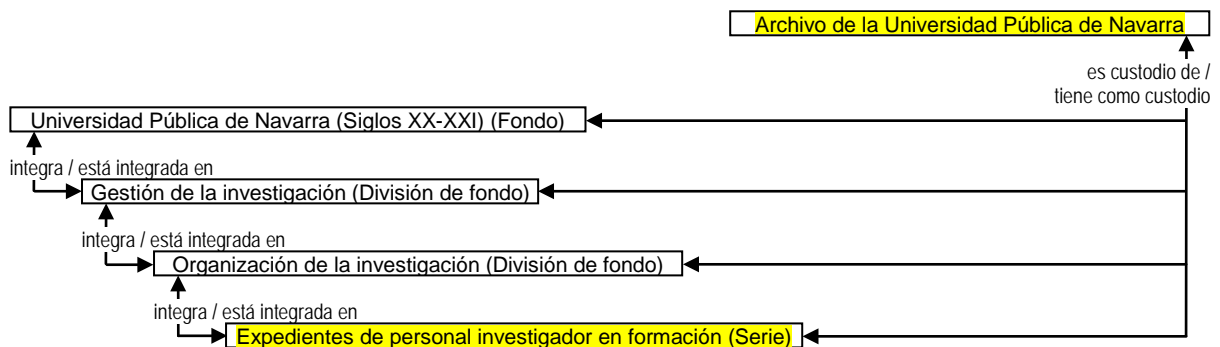 Archivo de la Universidad Pública de Navarra
es custodio de /
tiene como custodio
Universidad Pública de Navarra (Siglos XX-XXI) (Fondo)
integra / está integrada en
Gestión de la investigación (División de fondo)
integra / está integrada en
Organización de la investigación (División de fondo)
integra / está integrada en
Expedientes de personal investigador en formación (Serie)